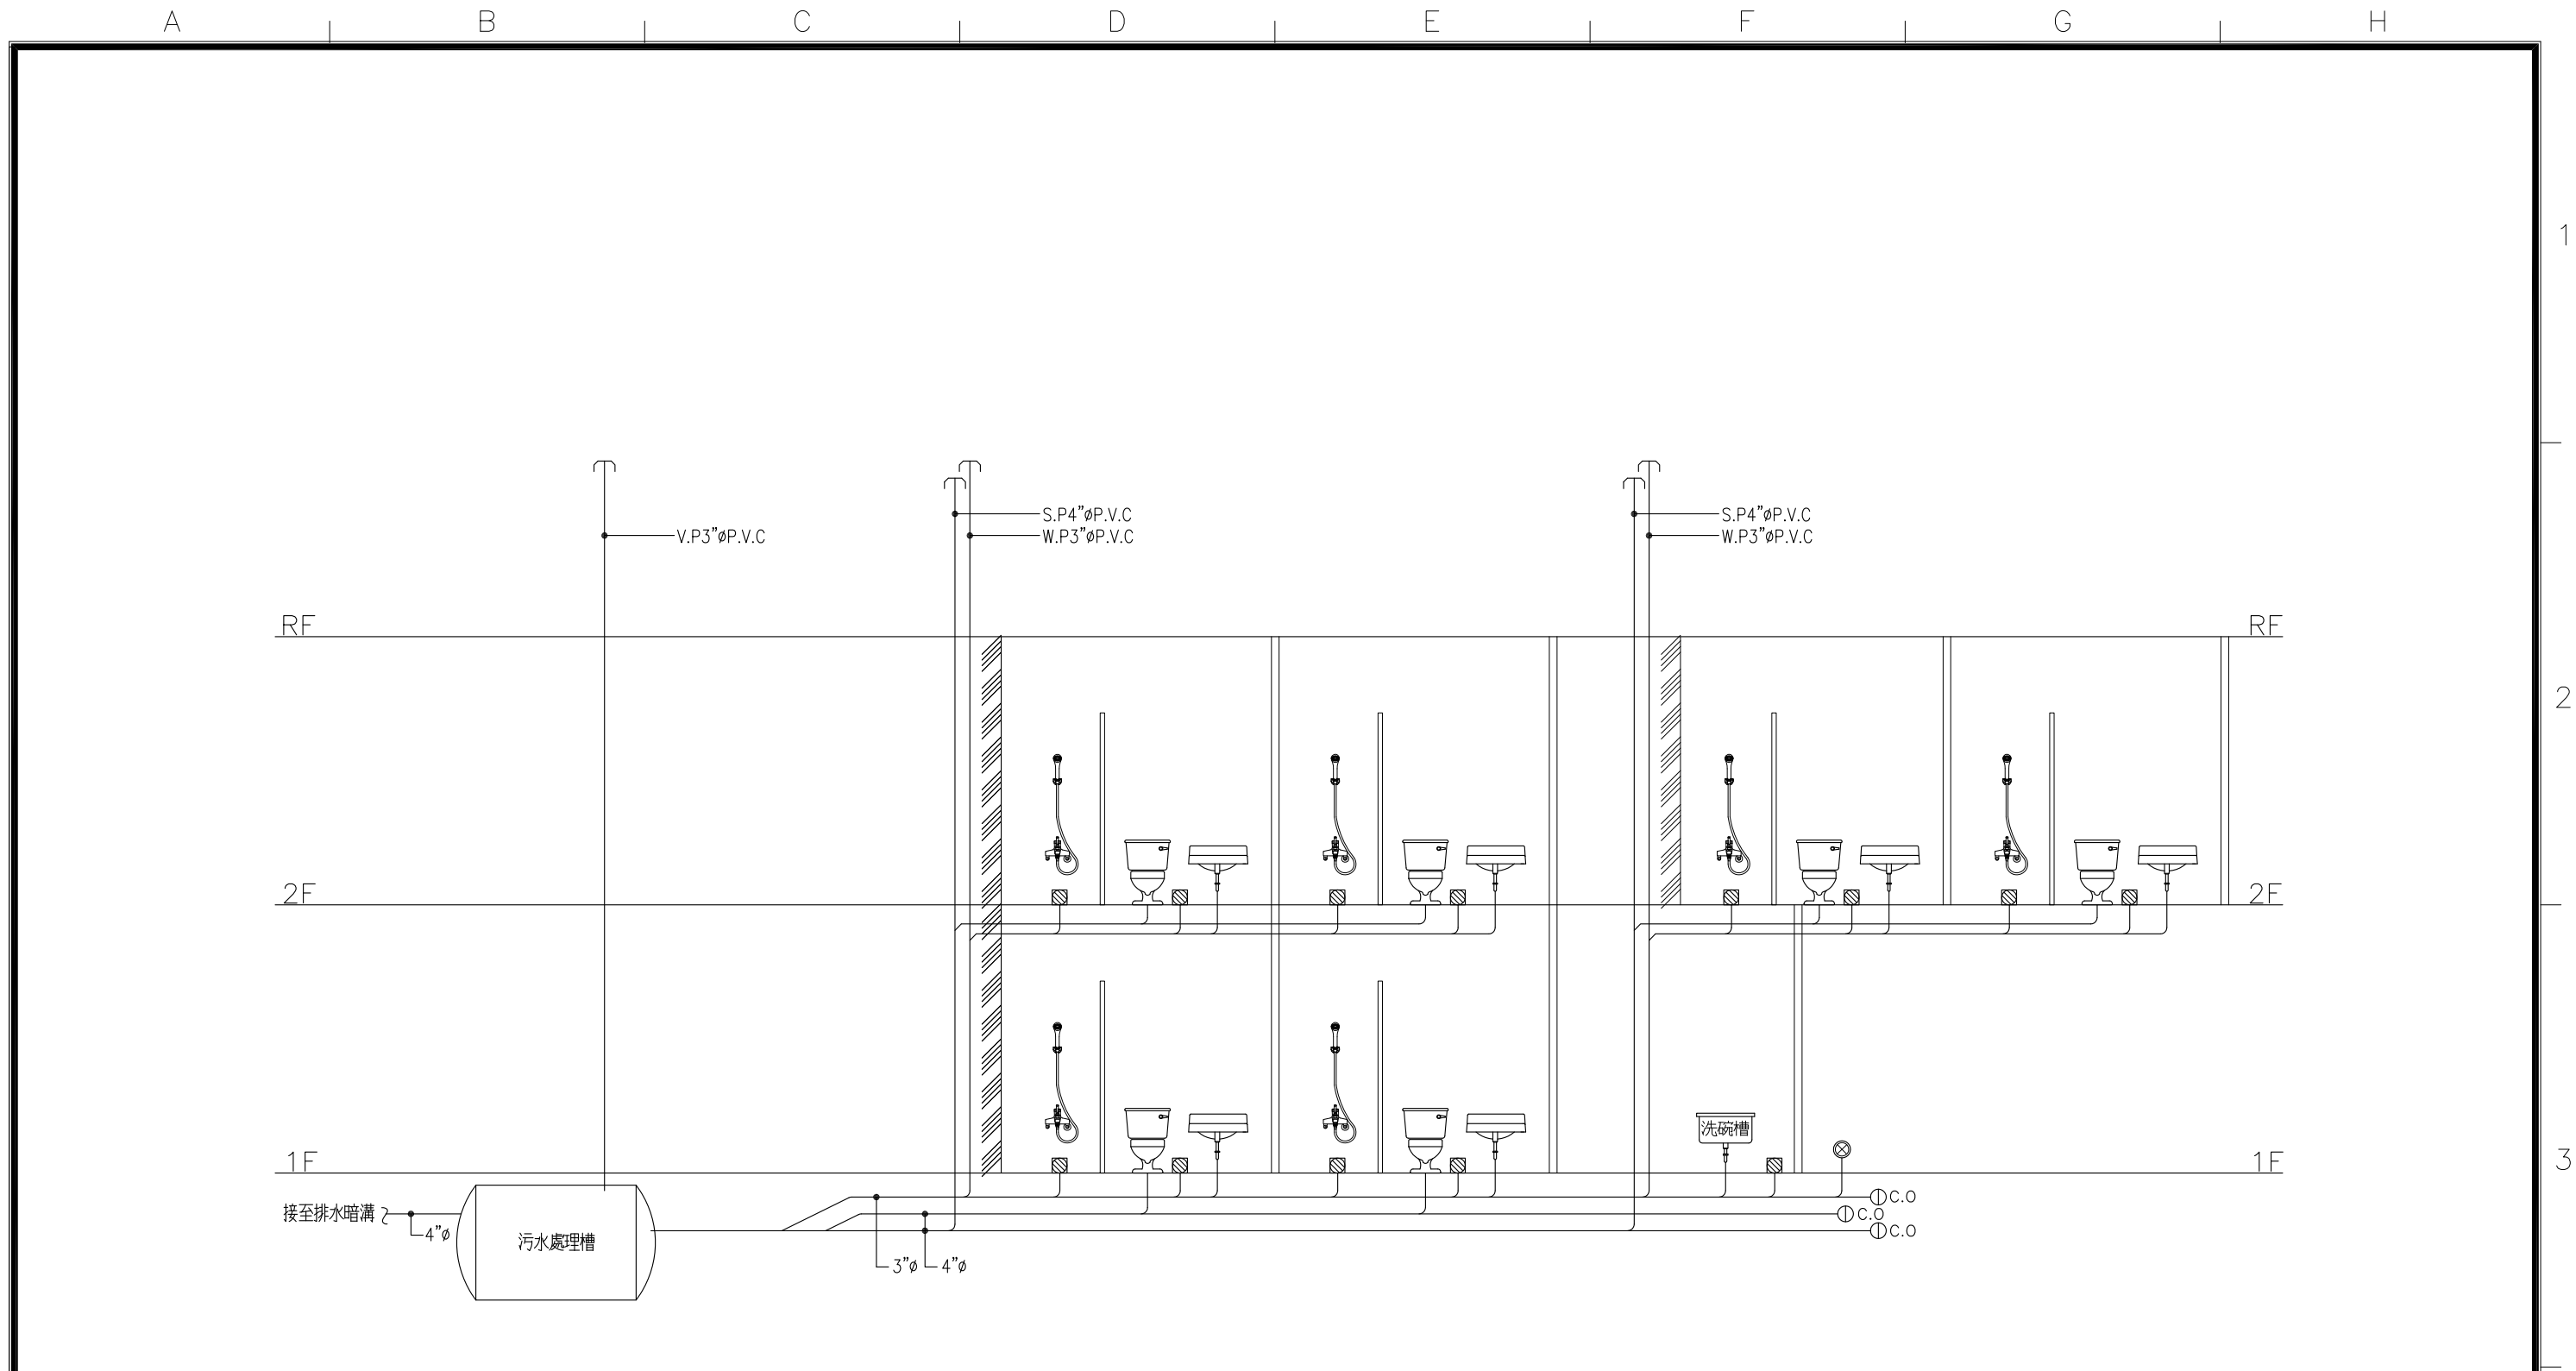 A B C D E F G H
1
S.P4"øP.V.C S.P4"øP.V.C
V.P3"øP.V.C W.P3"øP.V.C W.P3"øP.V.C
RF RF
2
2F 2F
洗碗槽
1F 1F
3
C.O
接至排水暗溝 C.O
4"ø 污水處理槽 C.O
3"ø 4"ø